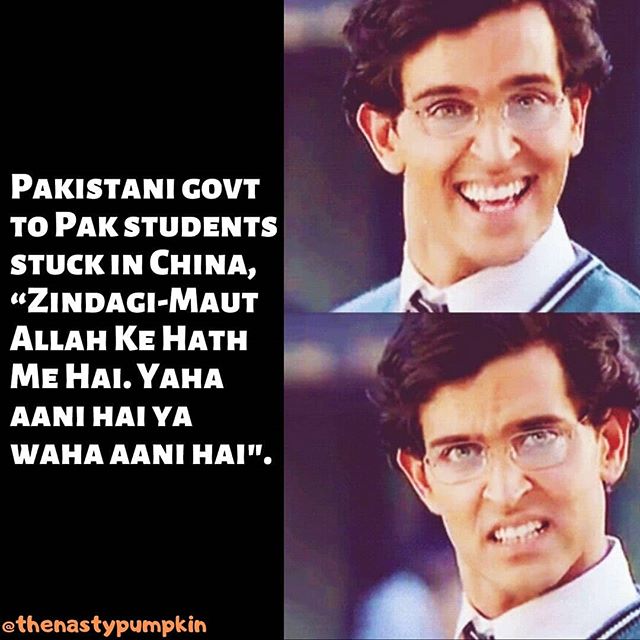 PAKISTANI GOVT
TO PAK STUDENTS
STUCK IN CHINA,
“ZINDAGI-MAUT
ALLAH KE HATH
ME HAI. YAHA
AANI HAI YA
WAHA AANI HAI".
@thenastypumpkin